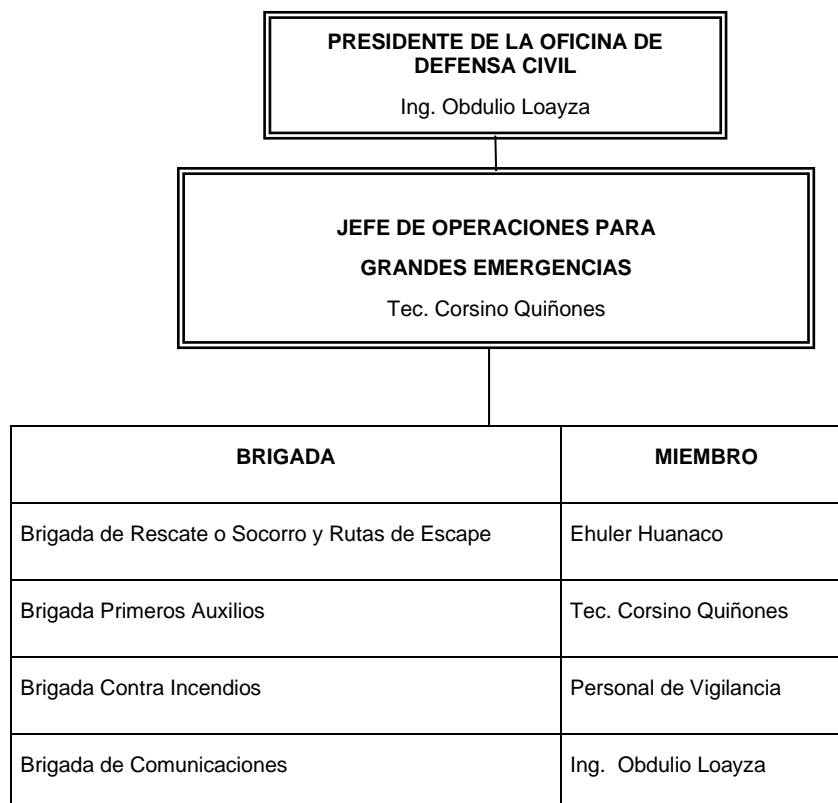 PRESIDENTE DE LA OFICINA DE
DEFENSA CIVIL
Ing. Obdulio Loayza
JEFE DE OPERACIONES PARA
GRANDES EMERGENCIAS
Tec. Corsino Quiñones
BRIGADA MIEMBRO
Brigada de Rescate o Socorro y Rutas de Escape Ehuler Huanaco
Brigada Primeros Auxilios Tec. Corsino Quiñones
Brigada Contra Incendios Personal de Vigilancia
Brigada de Comunicaciones Ing. Obdulio Loayza